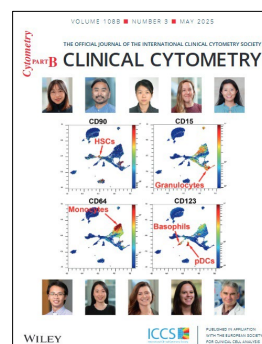 VOLUME 108B ■ NUMBER 3 ■ MAY 2025
THE OFFICIAL JOURNAL OF THE INTERNATIONAL CLINICAL CYTOMETRY SOCIETY
Cytometry
PART B
CLINICAL CYTOMETRY
CD90
CD15
HSCs
Granulocytes
CD64
CD123
Monocytes
Basophils
pDCs
WILEY
ICCS
PUBLISHED IN AFFILIATION
WITH THE EUROPEAN SOCIETY
FOR CLINICAL CELL ANALYSIS